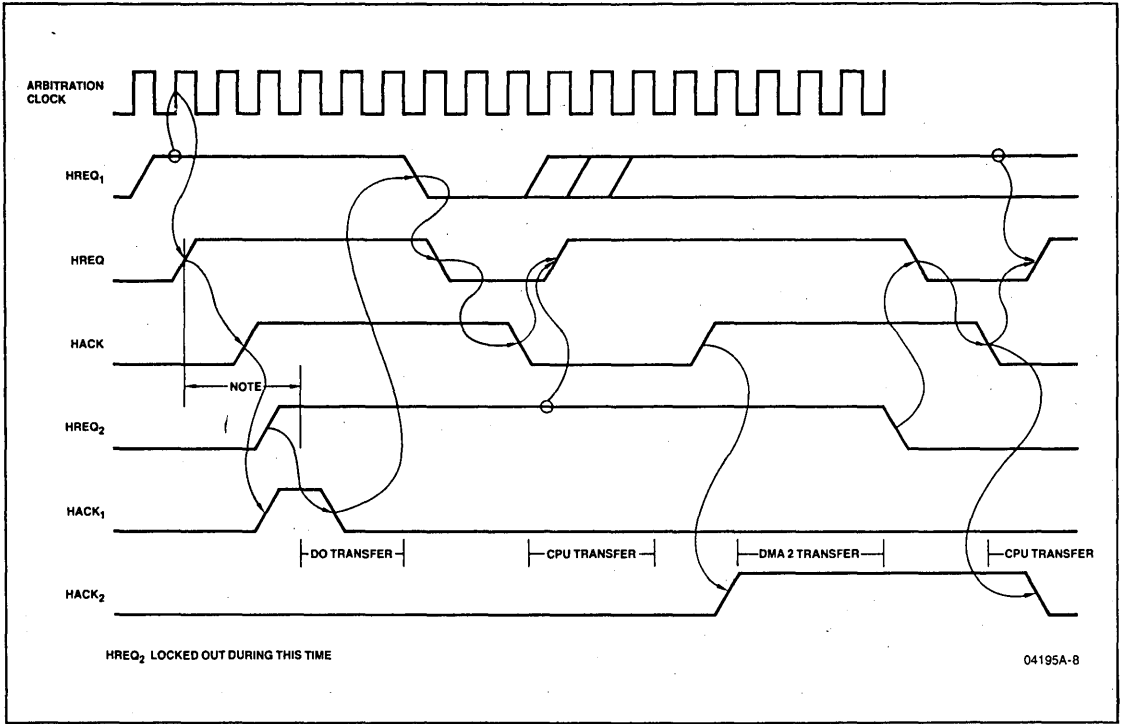 ARBITRATION
CLOCK
HREQ₁
HREQ
HACK
NOTE
HREQ₂
HACK₁
DO TRANSFER
CPU TRANSFER
DMA 2 TRANSFER
CPU TRANSFER
HACK₂
HREQ₂ LOCKED OUT DURING THIS TIME
04195A-8